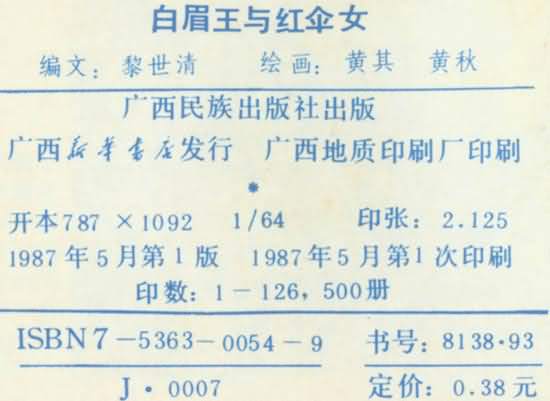 白眉王与红伞女
编文：黎世清 绘画：黄其 黄秋
广西民族出版社出版
广西新华书店发行 广西地质印刷厂印刷
*
开本787×1092 1/64 印张：2.125
1987年5月第1版 1987年5月第1次印刷
印数：1—126，500册
ISBN7-5363-0054-9 书号：8138·93
J·0007 定价：0.38元